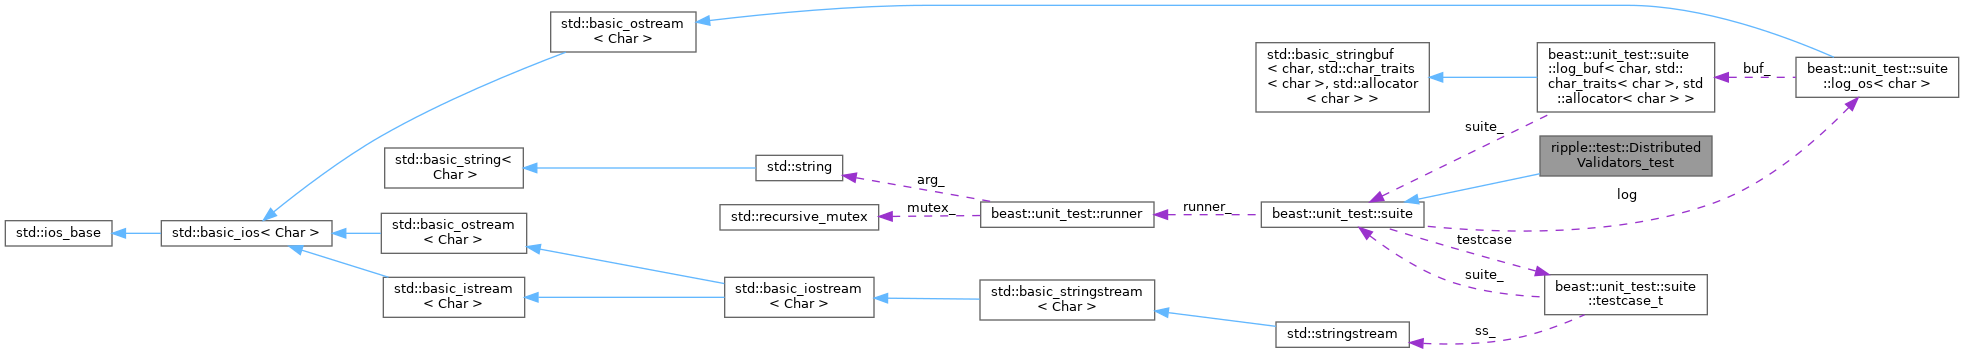 std::basic_ostream
< Char >
std::basic_stringbuf
< char, std::char_traits
< char >, std::allocator
< char > >
beast::unit_test::suite
::log_buf< char, std::
char_traits< char >, std
::allocator< char > >
buf_
beast::unit_test::suite
::log_os< char >
suite_
ripple::test::Distributed
Validators_test
std::basic_string<
Char >
std::string
arg_
log
std::recursive_mutex
mutex_
beast::unit_test::runner
runner_
beast::unit_test::suite
std::ios_base
std::basic_ios< Char >
std::basic_ostream
< Char >
testcase
suite_
std::basic_istream
< Char >
std::basic_iostream
< Char >
std::basic_stringstream
< Char >
beast::unit_test::suite
::testcase_t
std::stringstream
ss_